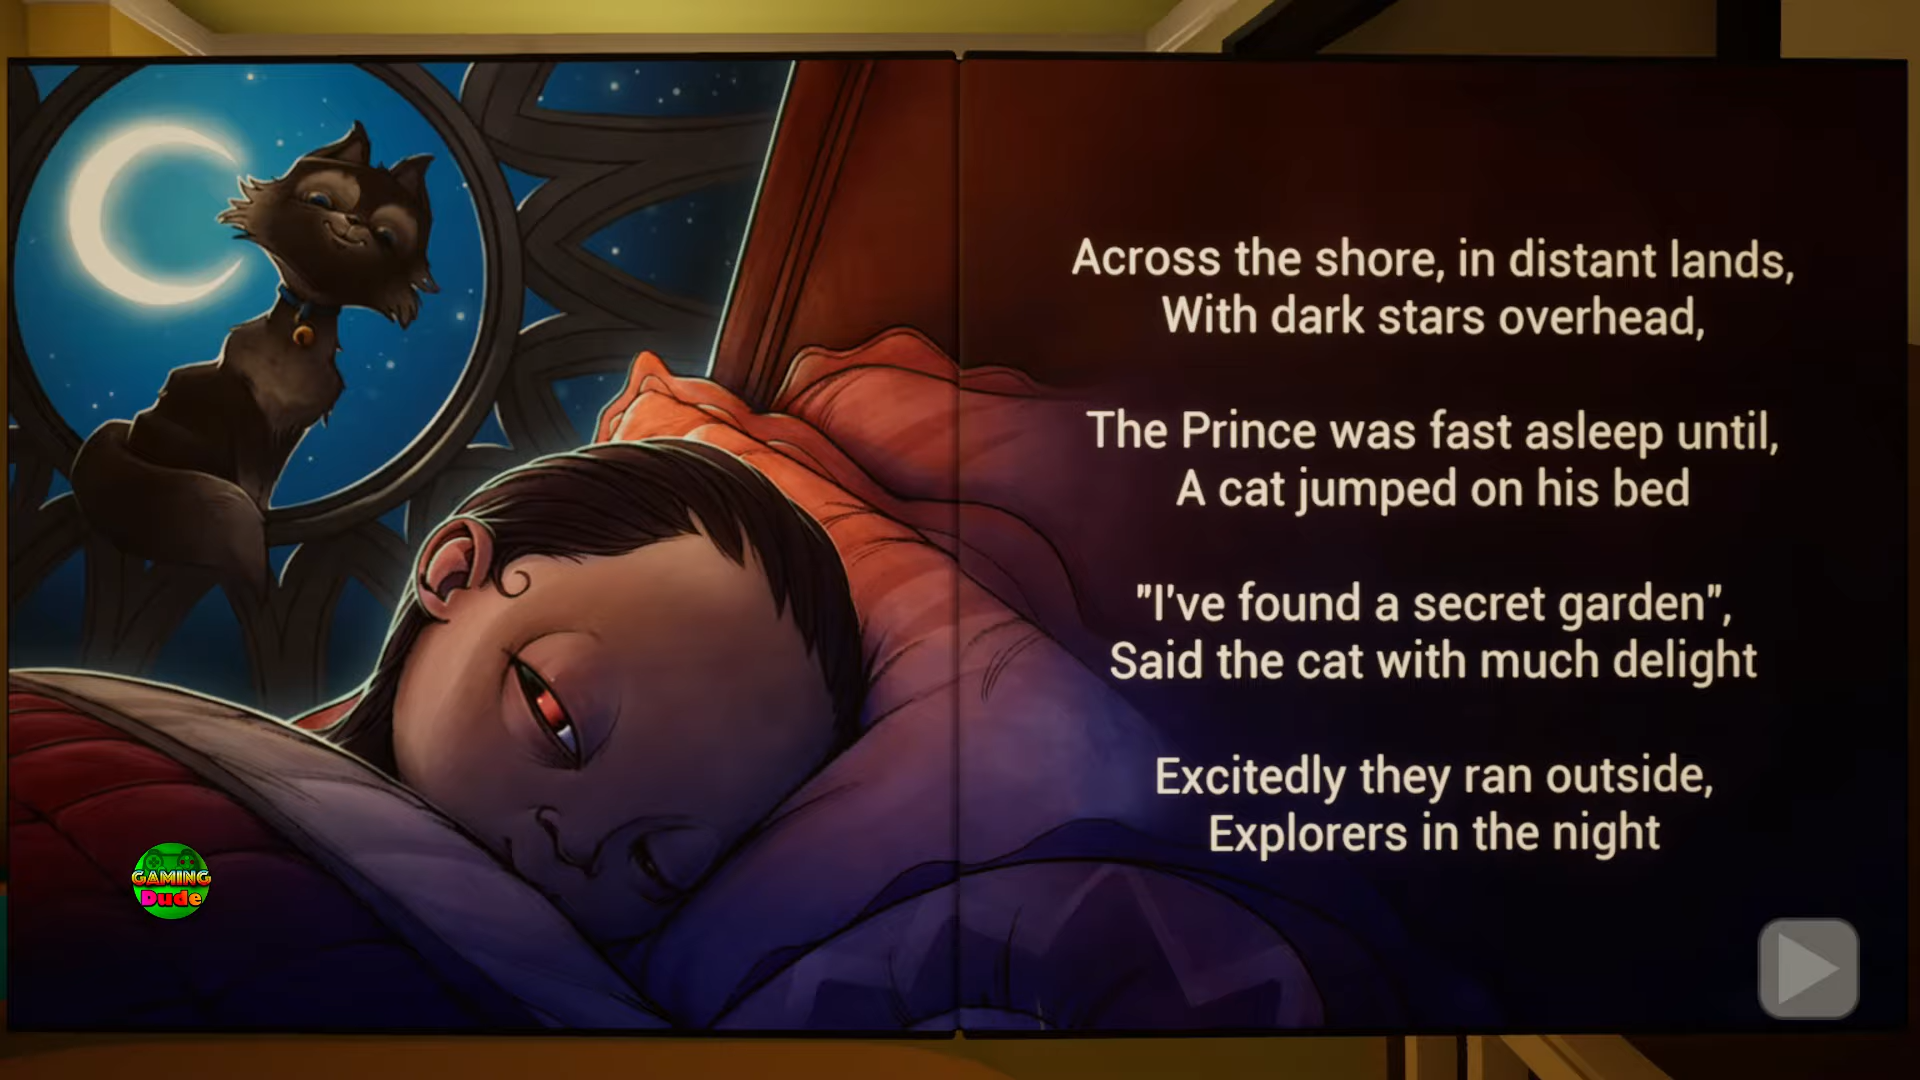 Across the shore, in distant lands,
With dark stars overhead,
The Prince was fast asleep until,
A cat jumped on his bed
"I've found a secret garden",
Said the cat with much delight
Excitedly they ran outside,
Explorers in the night
GAMING
Dude